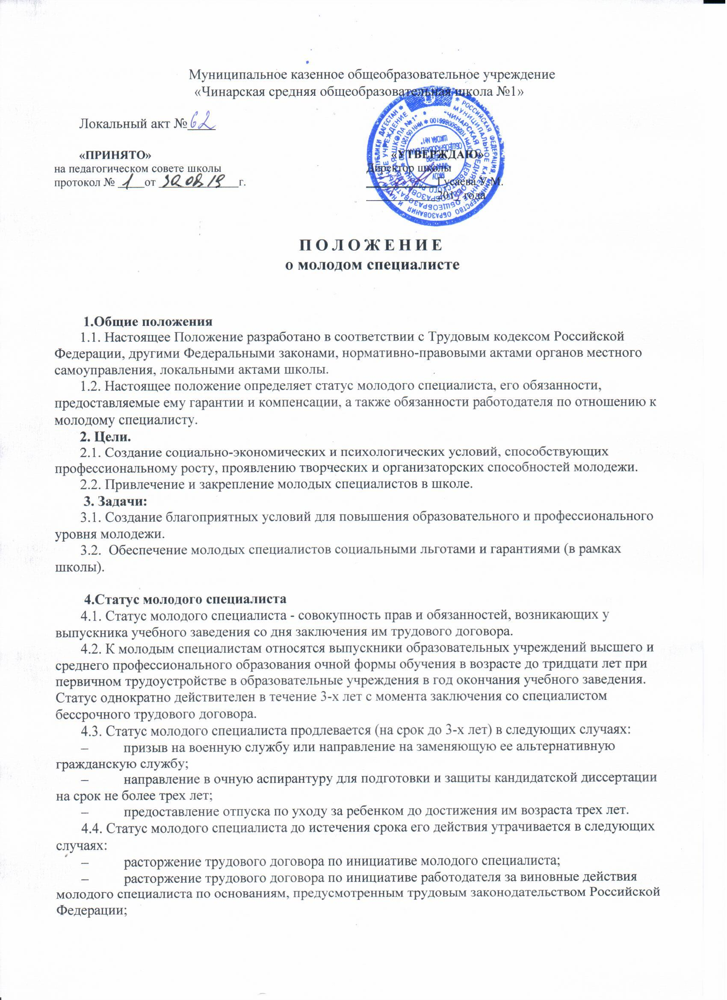 Муниципальное казенное общеобразовательное учреждение
«Чинарская средняя общеобразовательная школа №1»
Локальный акт № 62
«ПРИНЯТО»
на педагогическом совете школы
протокол № 1 от 30.08.19 г.
«УТВЕРЖДАЮ»
Директор школы
Гусаева У.М.
201 года
П О Л О Ж Е Н И Е
о молодом специалисте
1.Общие положения
1.1. Настоящее Положение разработано в соответствии с Трудовым кодексом Российской
Федерации, другими Федеральными законами, нормативно-правовыми актами органов местного
самоуправления, локальными актами школы.
1.2. Настоящее положение определяет статус молодого специалиста, его обязанности,
предоставляемые ему гарантии и компенсации, а также обязанности работодателя по отношению к
молодому специалисту.
2. Цели.
2.1. Создание социально-экономических и психологических условий, способствующих
профессиональному росту, проявлению творческих и организаторских способностей молодежи.
2.2. Привлечение и закрепление молодых специалистов в школе.
3. Задачи:
3.1. Создание благоприятных условий для повышения образовательного и профессионального
уровня молодежи.
3.2. Обеспечение молодых специалистов социальными льготами и гарантиями (в рамках
школы).
4.Статус молодого специалиста
4.1. Статус молодого специалиста - совокупность прав и обязанностей, возникающих у
выпускника учебного заведения со дня заключения им трудового договора.
4.2. К молодым специалистам относятся выпускники образовательных учреждений высшего и
среднего профессионального образования очной формы обучения в возрасте до тридцати лет при
первичном трудоустройстве в образовательные учреждения в год окончания учебного заведения.
Статус однократно действителен в течение 3-х лет с момента заключения со специалистом
бессрочного трудового договора.
4.3. Статус молодого специалиста продлевается (на срок до 3-х лет) в следующих случаях:
– призыв на военную службу или направление на заменяющую ее альтернативную
гражданскую службу;
– направление в очную аспирантуру для подготовки и защиты кандидатской диссертации
на срок не более трех лет;
– предоставление отпуска по уходу за ребенком до достижения им возраста трех лет.
4.4. Статус молодого специалиста до истечения срока его действия утрачивается в следующих
случаях:
– расторжение трудового договора по инициативе молодого специалиста;
– расторжение трудового договора по инициативе работодателя за виновные действия
молодого специалиста по основаниям, предусмотренным трудовым законодательством Российской
Федерации;